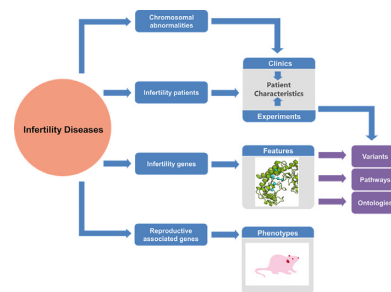 Chromosomal
abnormalities
Clinics
Patient
Characteristics
Experiments
Infertility patients
Infertility Diseases
Infertility genes
Features
Variants
Pathways
Ontologies
Reproductive
associated genes
Phenotypes